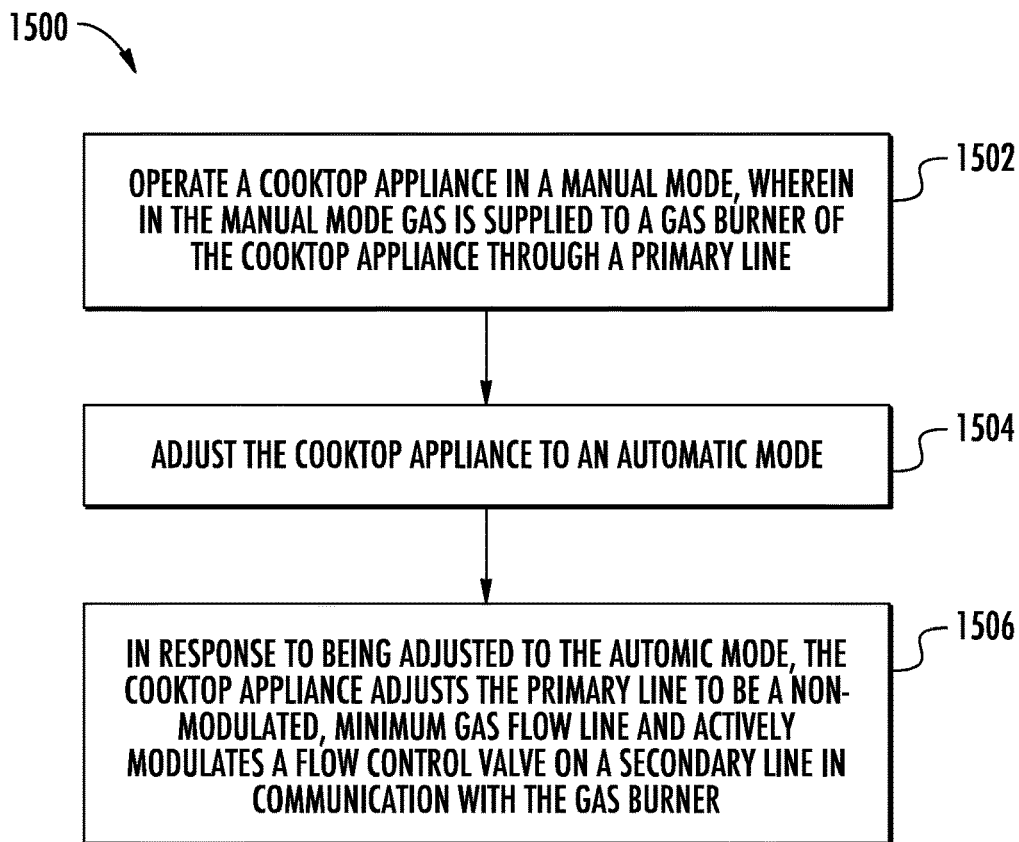 1500
OPERATE A COOKTOP APPLIANCE IN A MANUAL MODE, WHEREIN
IN THE MANUAL MODE GAS IS SUPPLIED TO A GAS BURNER OF
THE COOKTOP APPLIANCE THROUGH A PRIMARY LINE
1502
ADJUST THE COOKTOP APPLIANCE TO AN AUTOMATIC MODE
1504
IN RESPONSE TO BEING ADJUSTED TO THE AUTOMIC MODE, THE
COOKTOP APPLIANCE ADJUSTS THE PRIMARY LINE TO BE A NON-
MODULATED, MINIMUM GAS FLOW LINE AND ACTIVELY
MODULATES A FLOW CONTROL VALVE ON A SECONDARY LINE IN
COMMUNICATION WITH THE GAS BURNER
1506